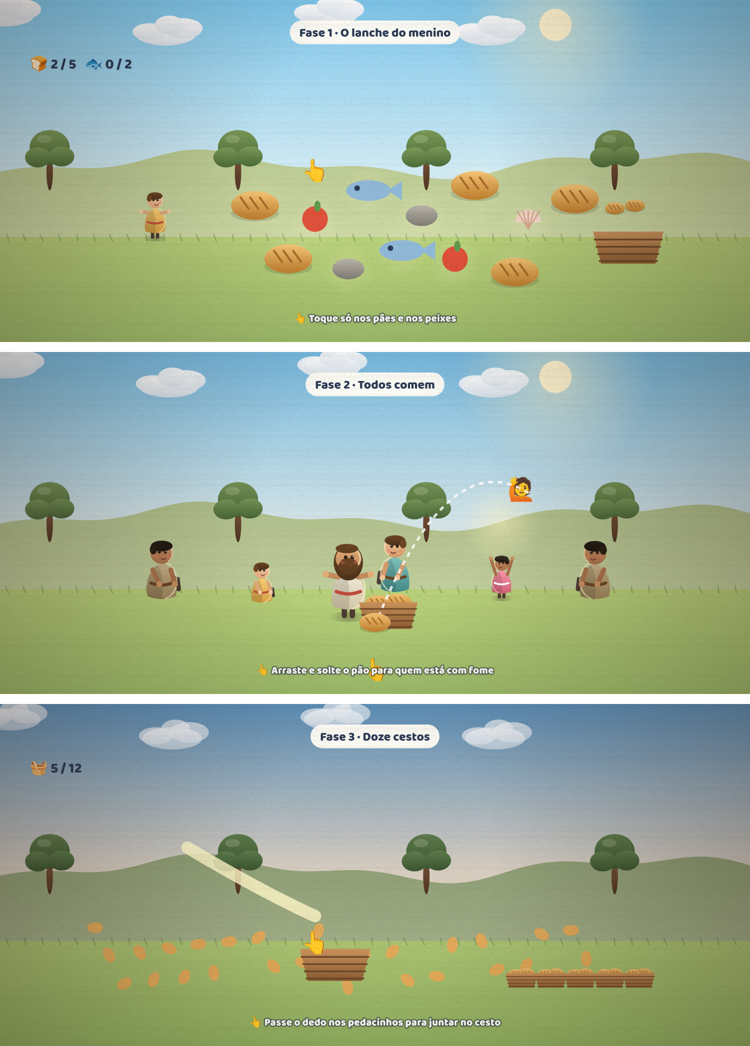 Fase 1 · O lanche do menino
2 / 5 0 / 2
Toque só nos pães e nos peixes
Fase 2 · Todos comem
Arraste e solte o pão para quem está com fome
Fase 3 · Doze cestos
5 / 12
Passe o dedo nos pedacinhos para juntar no cesto